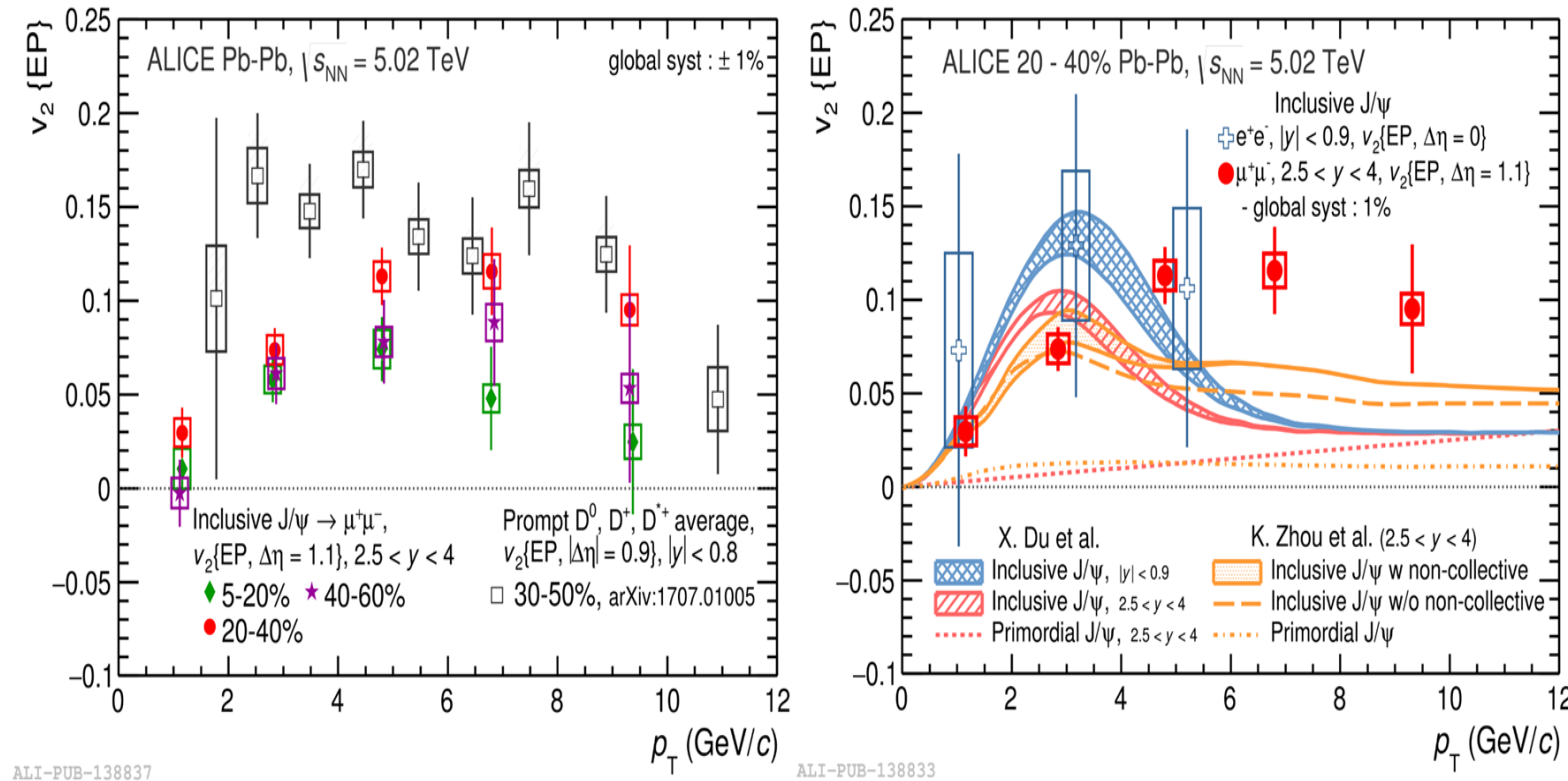 ALICE Pb-Pb, √sNN = 5.02 TeV
global syst : ± 1%
v2 {EP}
0.25
0.2
0.15
0.1
0.05
0
−0.05
−0.1
Inclusive J/ψ → μ+μ−,
v2{EP, Δη = 1.1}, 2.5 < y < 4
5-20%
40-60%
20-40%
Prompt D0, D+, D*+ average,
v2{EP, |Δη| = 0.9}, |y| < 0.8
30-50%, arXiv:1707.01005
0 2 4 6 8 10 12
pT (GeV/c)
ALI-PUB-138837
ALICE 20 - 40% Pb-Pb, √sNN = 5.02 TeV
v2 {EP}
0.25
0.2
0.15
0.1
0.05
0
−0.05
−0.1
Inclusive J/ψ
e+e-, |y| < 0.9, v2{EP, Δη = 0}
μ+μ-, 2.5 < y < 4, v2{EP, Δη = 1.1}
- global syst : 1%
X. Du et al.
Inclusive J/ψ, |y| < 0.9
Inclusive J/ψ, 2.5 < y < 4
Primordial J/ψ, 2.5 < y < 4
K. Zhou et al. (2.5 < y < 4)
Inclusive J/ψ w non-collective
Inclusive J/ψ w/o non-collective
Primordial J/ψ
0 2 4 6 8 10 12
pT (GeV/c)
ALI-PUB-138833